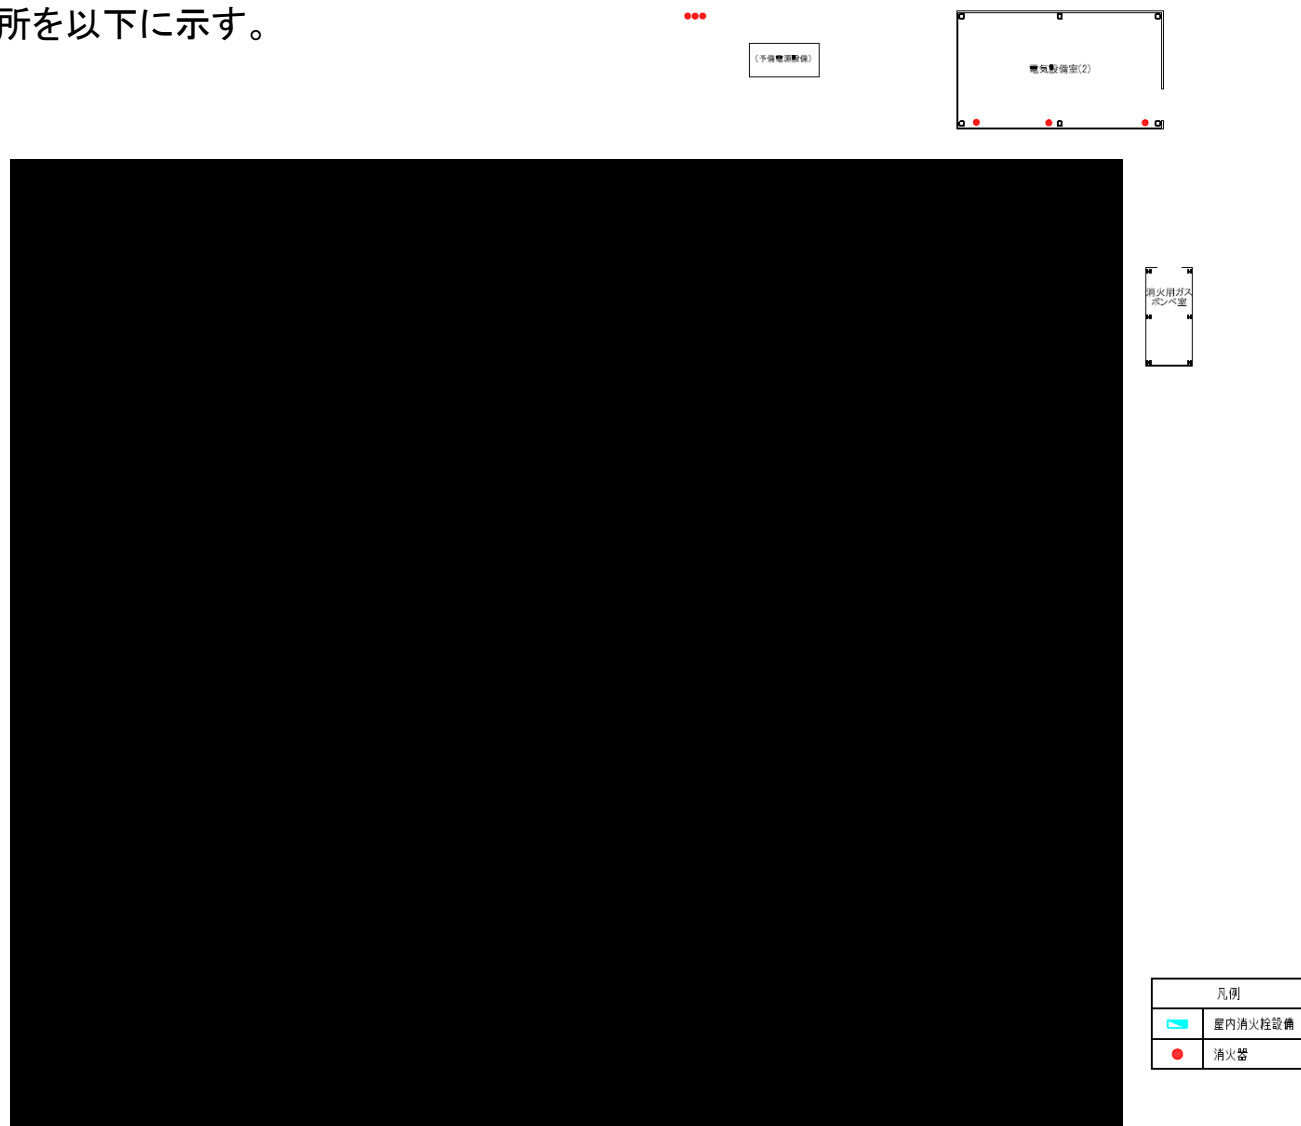 所を以下に示す。
(予備電源設備)
電気設備室(2)
消火用ガス
ボンベ室
凡例
屋内消火栓設備
消火器